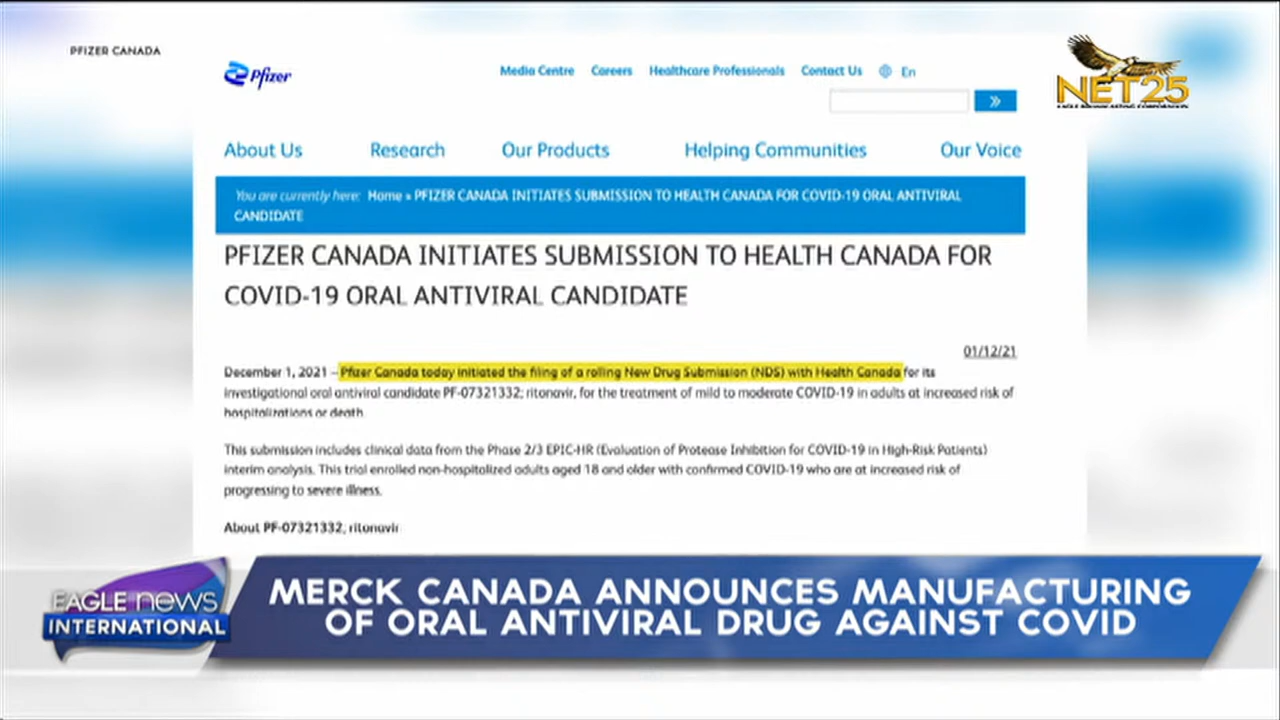 PFIZER CANADA
Pfizer
Media Centre Careers Healthcare Professionals Contact Us En
NET25
EAGLE BROADCASTING CORPORATION
»
About Us Research Our Products Helping Communities Our Voice
You are currently here: Home » PFIZER CANADA INITIATES SUBMISSION TO HEALTH CANADA FOR COVID-19 ORAL ANTIVIRAL
CANDIDATE
PFIZER CANADA INITIATES SUBMISSION TO HEALTH CANADA FOR
COVID-19 ORAL ANTIVIRAL CANDIDATE
01/12/21
December 1, 2021 – Pfizer Canada today initiated the filing of a rolling New Drug Submission (NDS) with Health Canada for its
investigational oral antiviral candidate PF-07321332; ritonavir, for the treatment of mild to moderate COVID-19 in adults at increased risk of
hospitalizations or death.
This submission includes clinical data from the Phase 2/3 EPIC-HR (Evaluation of Protease Inhibition for COVID-19 in High-Risk Patients)
interim analysis. This trial enrolled non-hospitalized adults aged 18 and older with confirmed COVID-19 who are at increased risk of
progressing to severe illness.
About PF-07321332; ritonavir
EAGLE news
INTERNATIONAL
MERCK CANADA ANNOUNCES MANUFACTURING
OF ORAL ANTIVIRAL DRUG AGAINST COVID